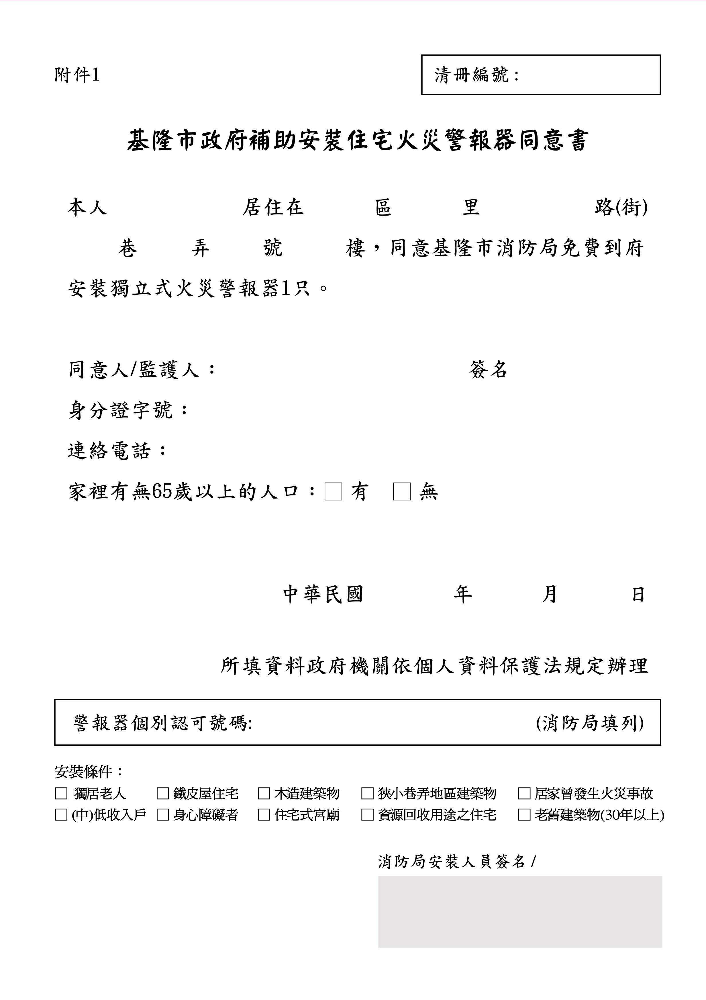 附件1
清冊編號：
基隆市政府補助安裝住宅火災警報器同意書
本人 居住在 區 里 路(街)
巷 弄 號 樓，同意基隆市消防局免費到府
安裝獨立式火災警報器1只。
同意人/監護人： 簽名
身分證字號：
連絡電話：
家裡有無65歲以上的人口：□ 有 □ 無
中華民國 年 月 日
所填資料政府機關依個人資料保護法規定辦理
警報器個別認可號碼: (消防局填列)
安裝條件：
□ 獨居老人 □ 鐵皮屋住宅 □ 木造建築物 □ 狹小巷弄地區建築物 □ 居家曾發生火災事故
□ (中)低收入戶 □ 身心障礙者 □ 住宅式宮廟 □ 資源回收用途之住宅 □ 老舊建築物(30年以上)
消防局安裝人員簽名/